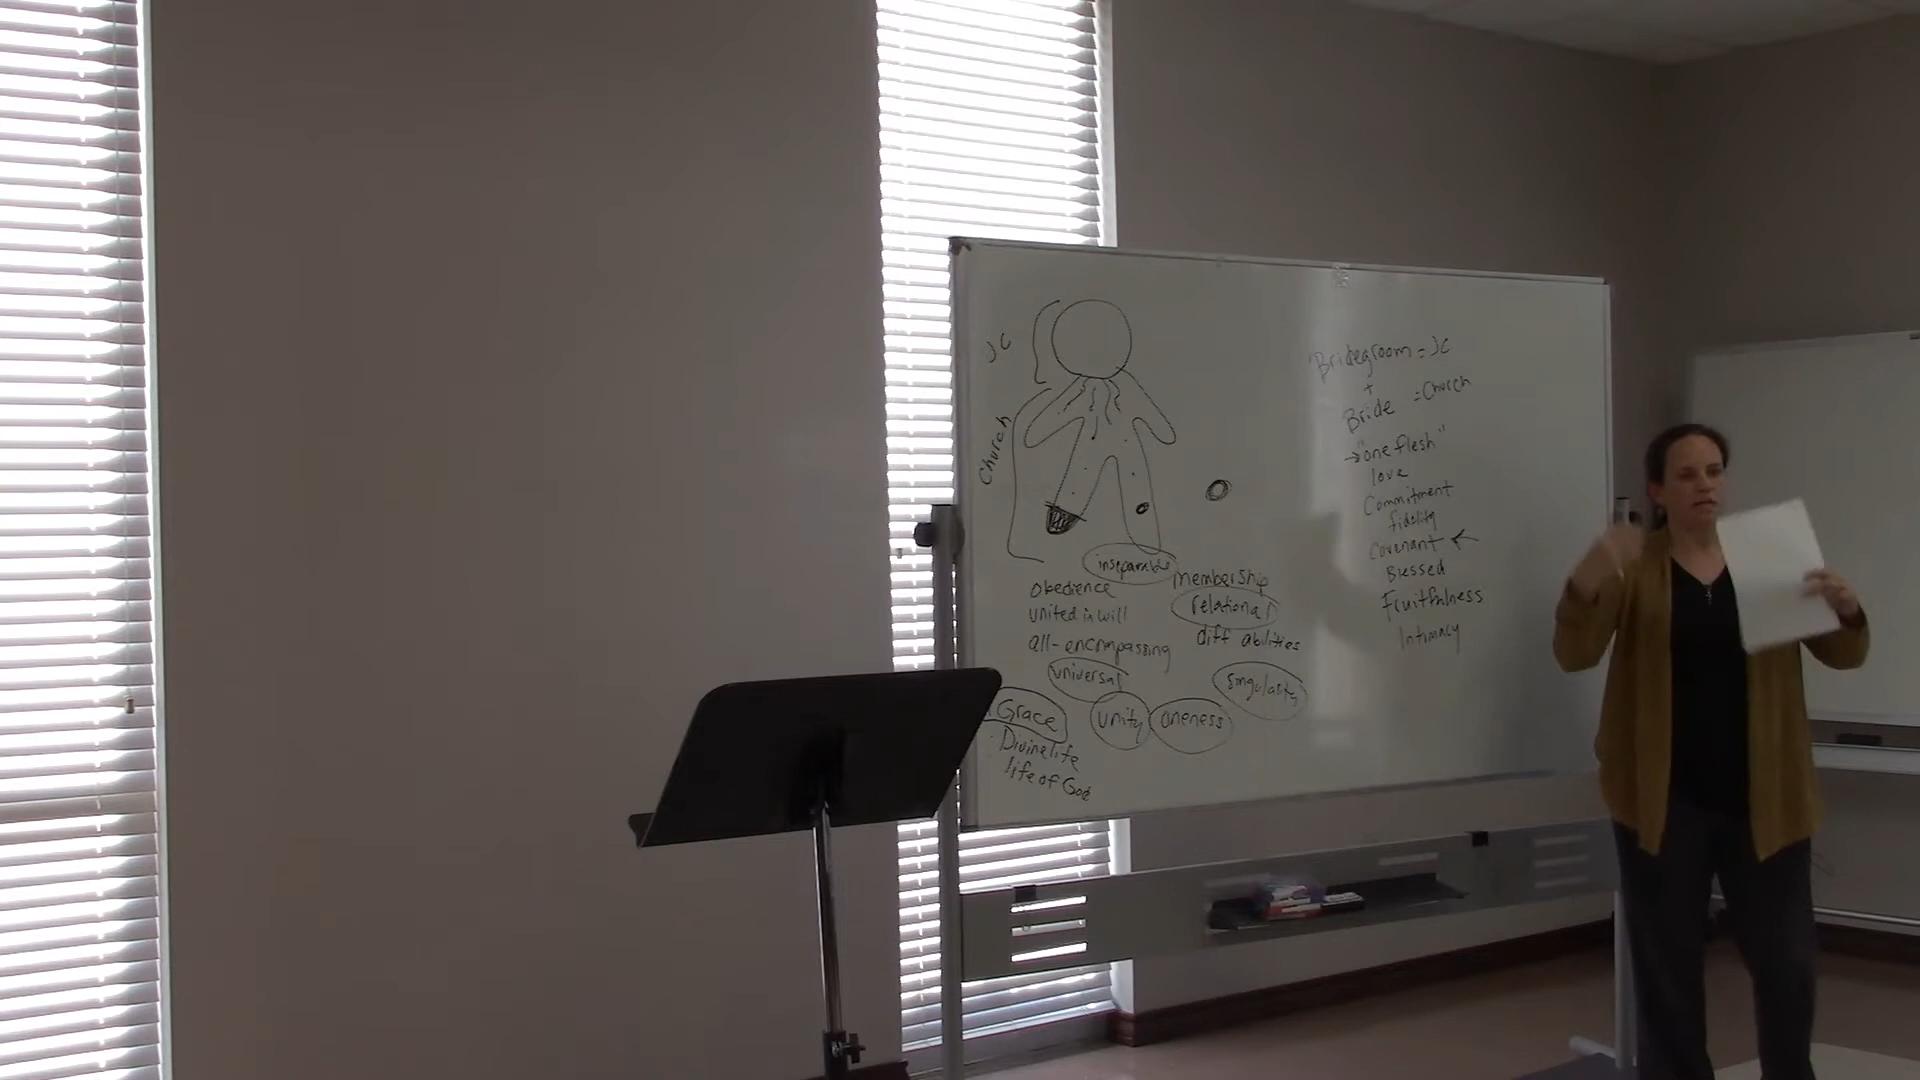 JC
Church
inseparable
Obedience
united in will
all-encompassing
universal
Grace
Divine life
life of God
unity
oneness
membership
relational
diff abilities
singularity
Bridegroom = JC
+
Bride = Church
→"one flesh"
love
Commitment
fidelity
Covenant ←
Blessed
Fruitfulness
Intimacy